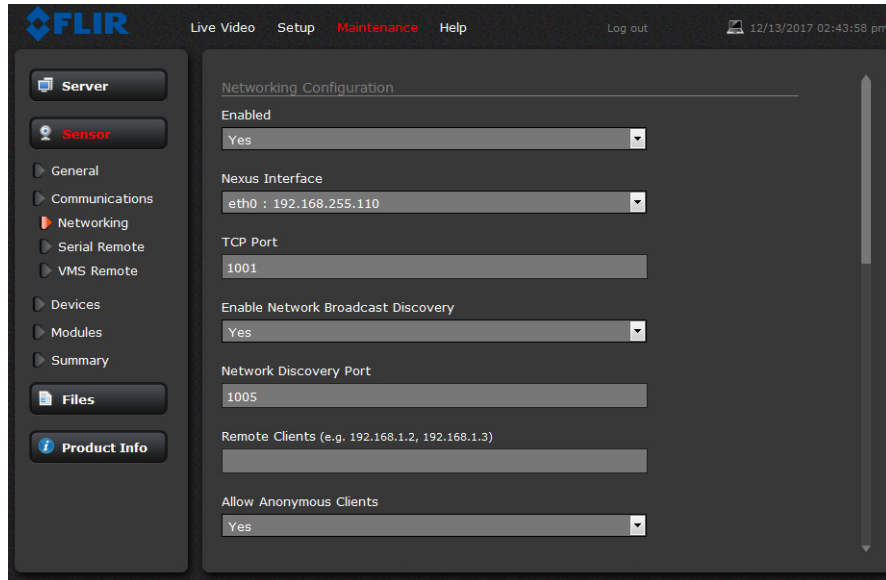 FLIR
Live Video Setup Maintenance Help Log out 12/13/2017 02:43:58 pm
Server
Sensor
General
Communications
Networking
Serial Remote
VMS Remote
Devices
Modules
Summary
Files
Product Info
Networking Configuration
Enabled
Yes
Nexus Interface
eth0 : 192.168.255.110
TCP Port
1001
Enable Network Broadcast Discovery
Yes
Network Discovery Port
1005
Remote Clients (e.g. 192.168.1.2, 192.168.1.3)
Allow Anonymous Clients
Yes